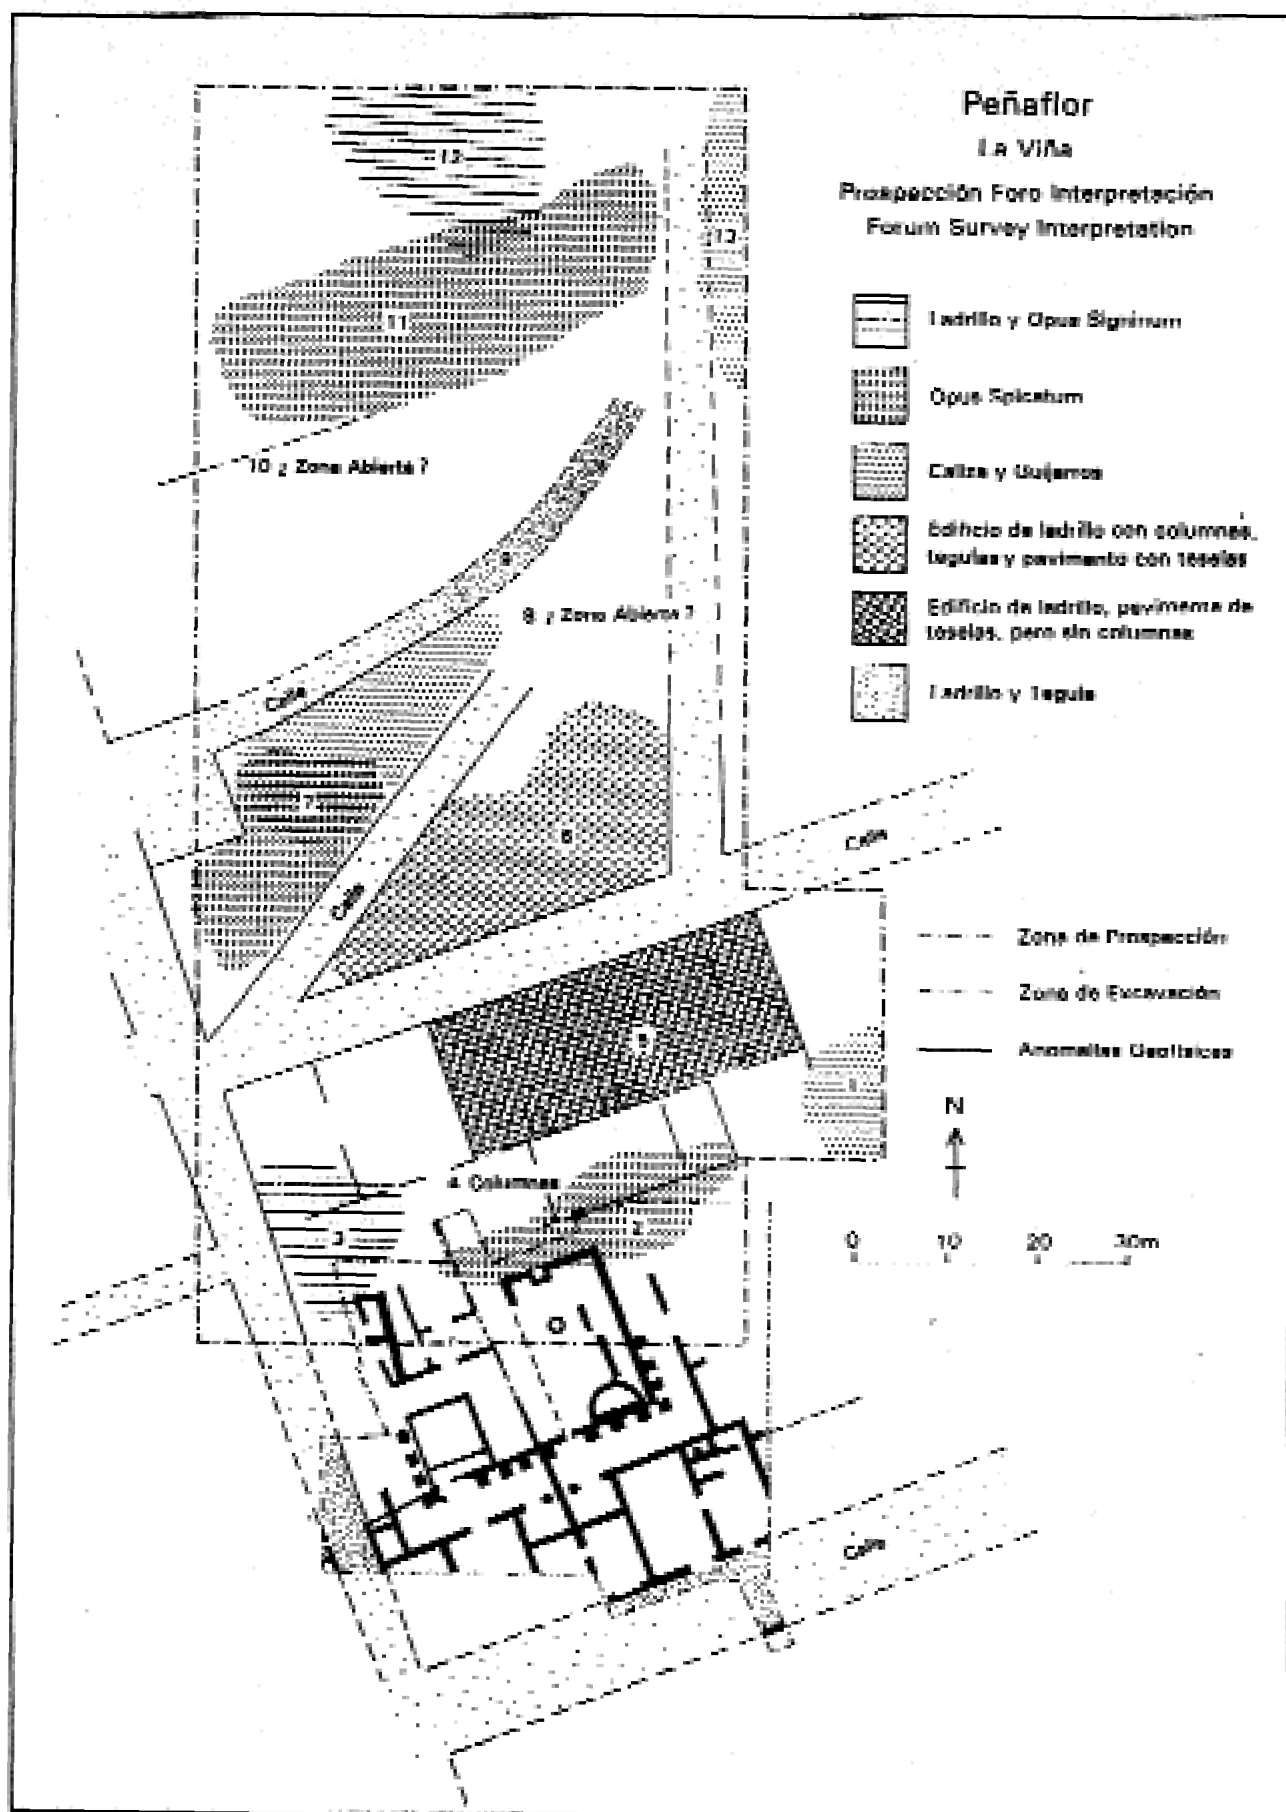 Peñaflor
La Viña
Prospección Foro Interpretación
Forum Survey Interpretation
Ladrillo y Opus Signinum
Opus Spicatum
Caliza y Guijarros
Edificio de ladrillo con columnas,
tegulas y pavimento con teselas
Edificio de ladrillo, pavimento de
teselas, pero sin columnas
Ladrillo y Tegula
12
11
13
10 ¿ Zona Abierta ?
9
8 ¿ Zona Abierta ?
Calle
7
6
Calle
Calle
5
1
Zona de Prospección
Zona de Excavación
Anomalías Geofísicas
N
4 Columnas
3
2
0 10 20 30m
Calle